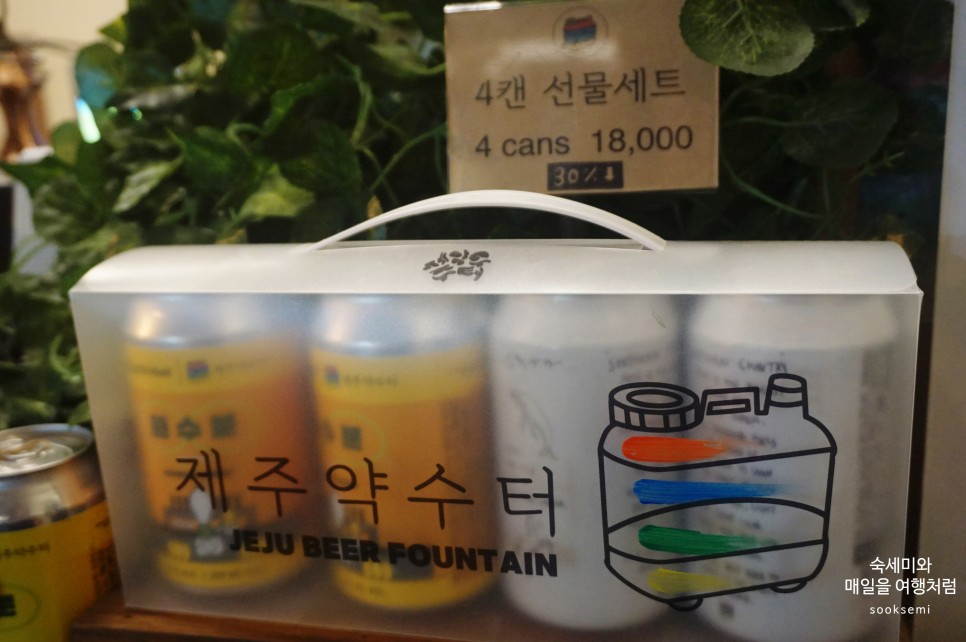 4캔 선물세트
4 cans 18,000
30%⬇
제주약수터
JEJU BEER FOUNTAIN
숙세미와
매일을 여행처럼
sooksemi